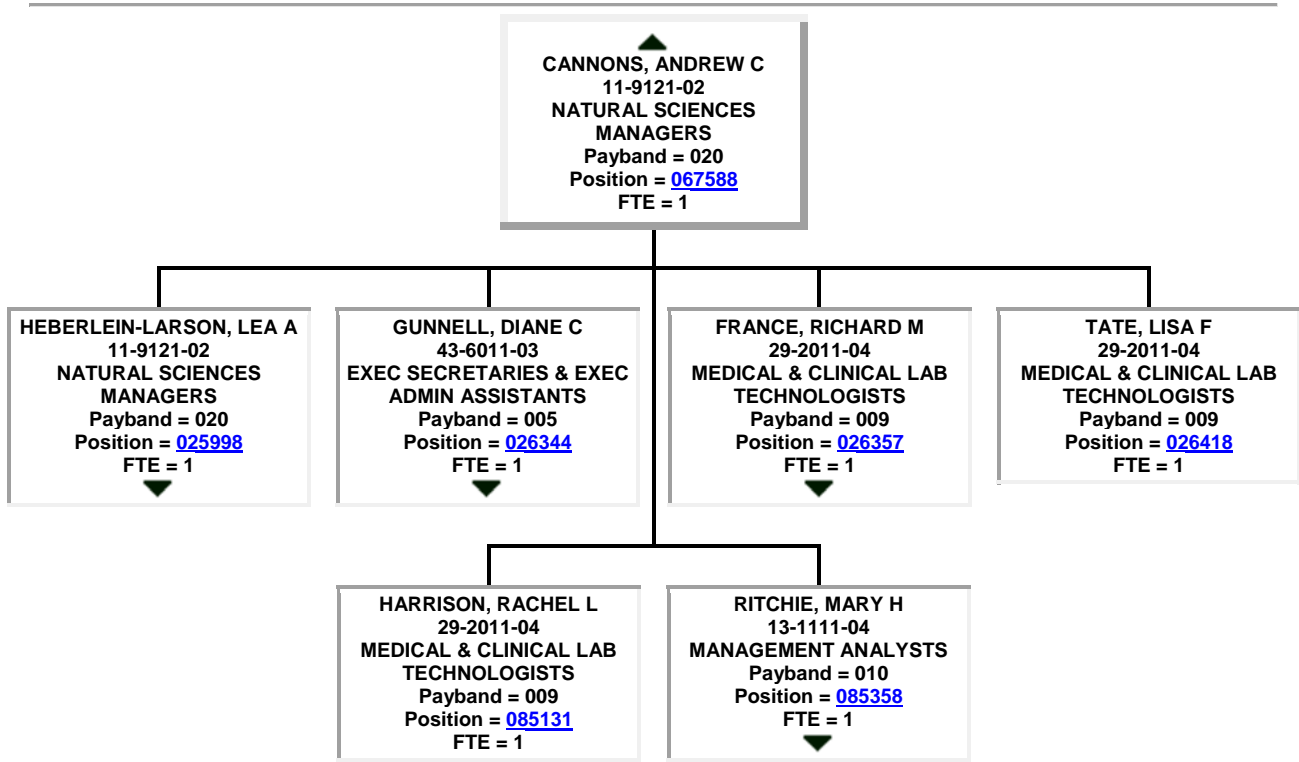 CANNONS, ANDREW C
11-9121-02
NATURAL SCIENCES
MANAGERS
Payband = 020
Position = 067588
FTE = 1
HEBERLEIN-LARSON, LEA A
11-9121-02
NATURAL SCIENCES
MANAGERS
Payband = 020
Position = 025998
FTE = 1
GUNNELL, DIANE C
43-6011-03
EXEC SECRETARIES & EXEC
ADMIN ASSISTANTS
Payband = 005
Position = 026344
FTE = 1
FRANCE, RICHARD M
29-2011-04
MEDICAL & CLINICAL LAB
TECHNOLOGISTS
Payband = 009
Position = 026357
FTE = 1
TATE, LISA F
29-2011-04
MEDICAL & CLINICAL LAB
TECHNOLOGISTS
Payband = 009
Position = 026418
FTE = 1
HARRISON, RACHEL L
29-2011-04
MEDICAL & CLINICAL LAB
TECHNOLOGISTS
Payband = 009
Position = 085131
FTE = 1
RITCHIE, MARY H
13-1111-04
MANAGEMENT ANALYSTS
Payband = 010
Position = 085358
FTE = 1